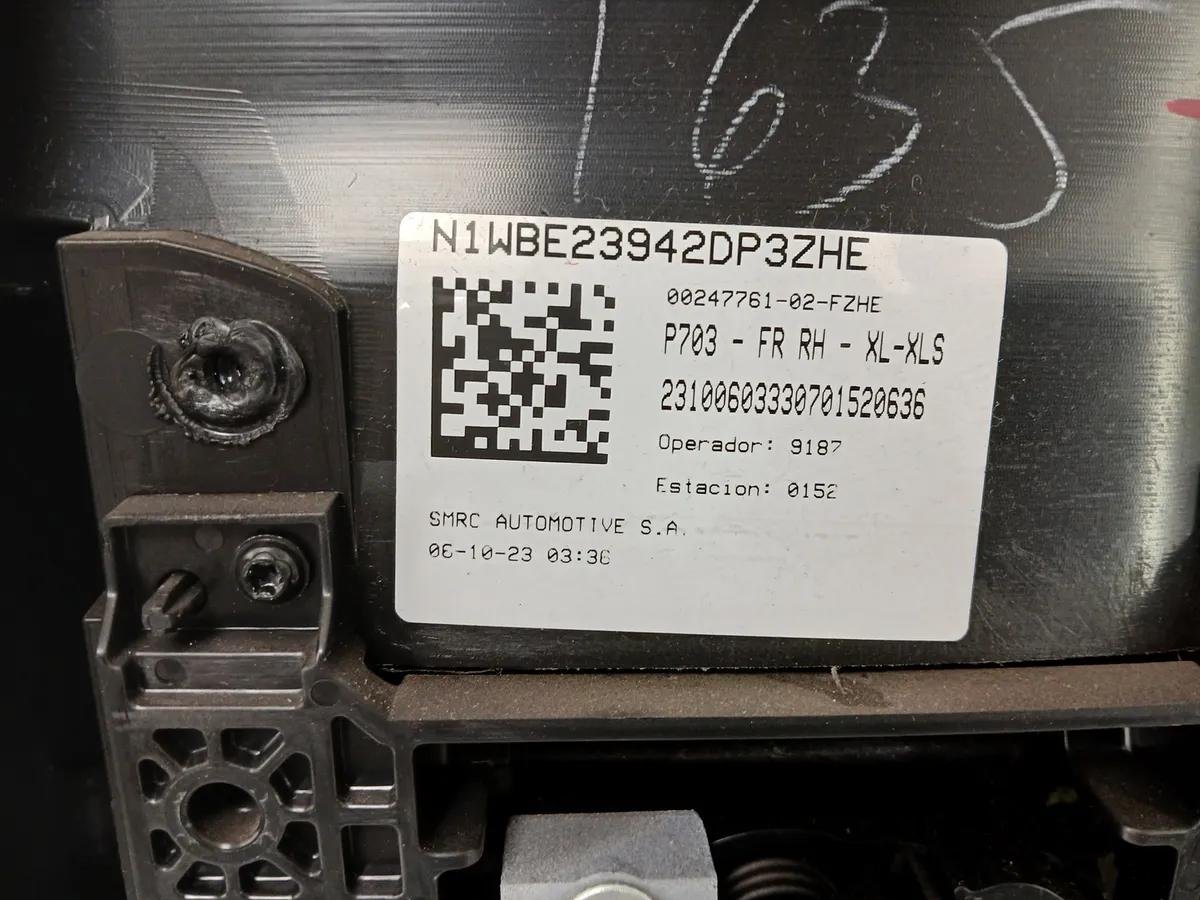 1635
N1WBE23942DP3ZHE
00247761-02-FZHE
P703 - FR RH - XL-XLS
23100603330701520636
Operador: 9187
Estacion: 0152
SMRC AUTOMOTIVE S.A.
06-10-23 03:36